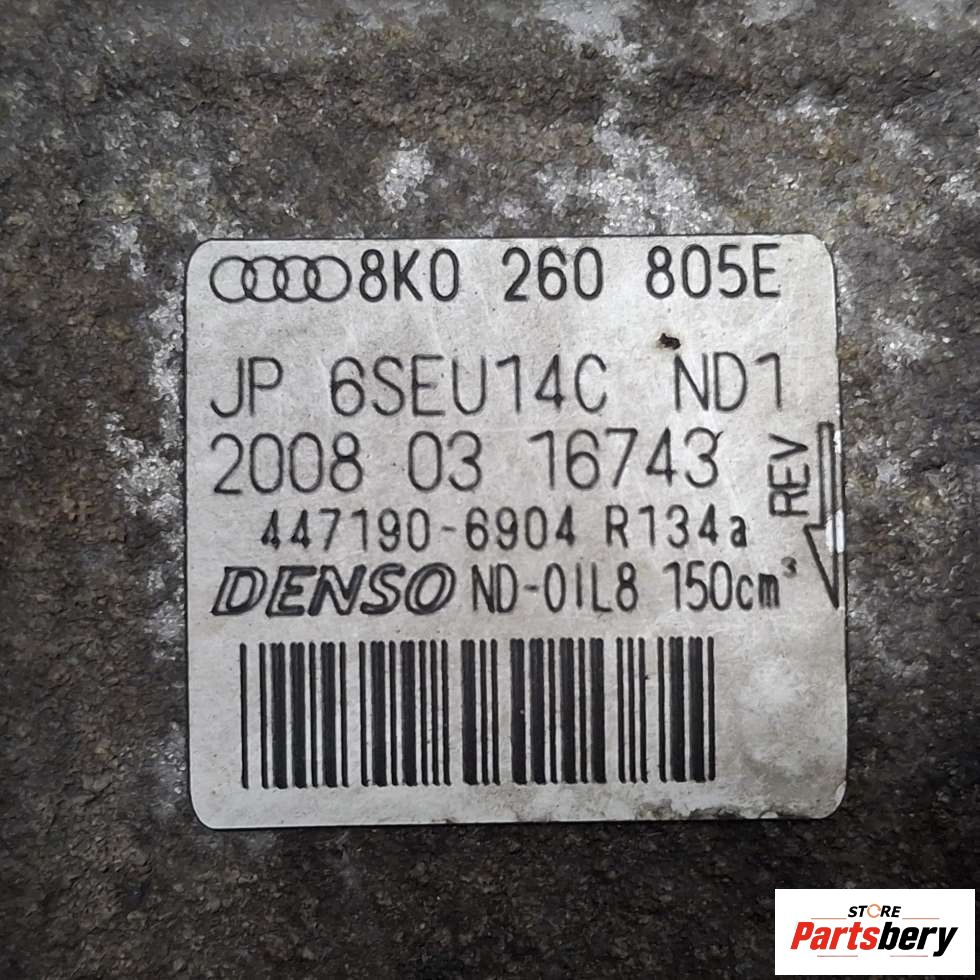 8K0 260 805E
JP 6SEU14C ND1
2008 03 16743
REV
447190-6904 R134a
DENSO ND-OIL8 150cm³
STORE
Partsbery